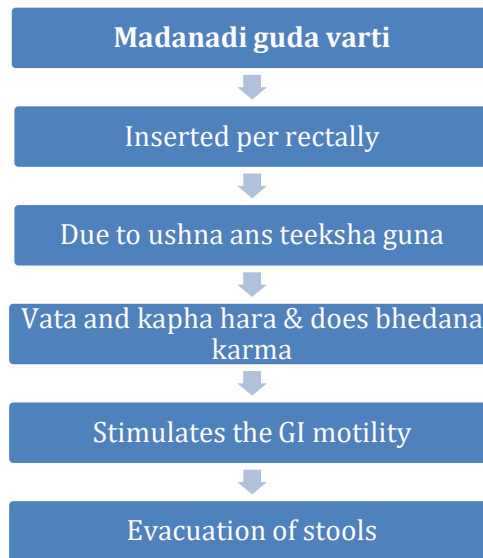 Madanadi guda varti
Inserted per rectally
Due to ushna ans teeksha guna
Vata and kapha hara & does bhedana
karma
Stimulates the GI motility
Evacuation of stools